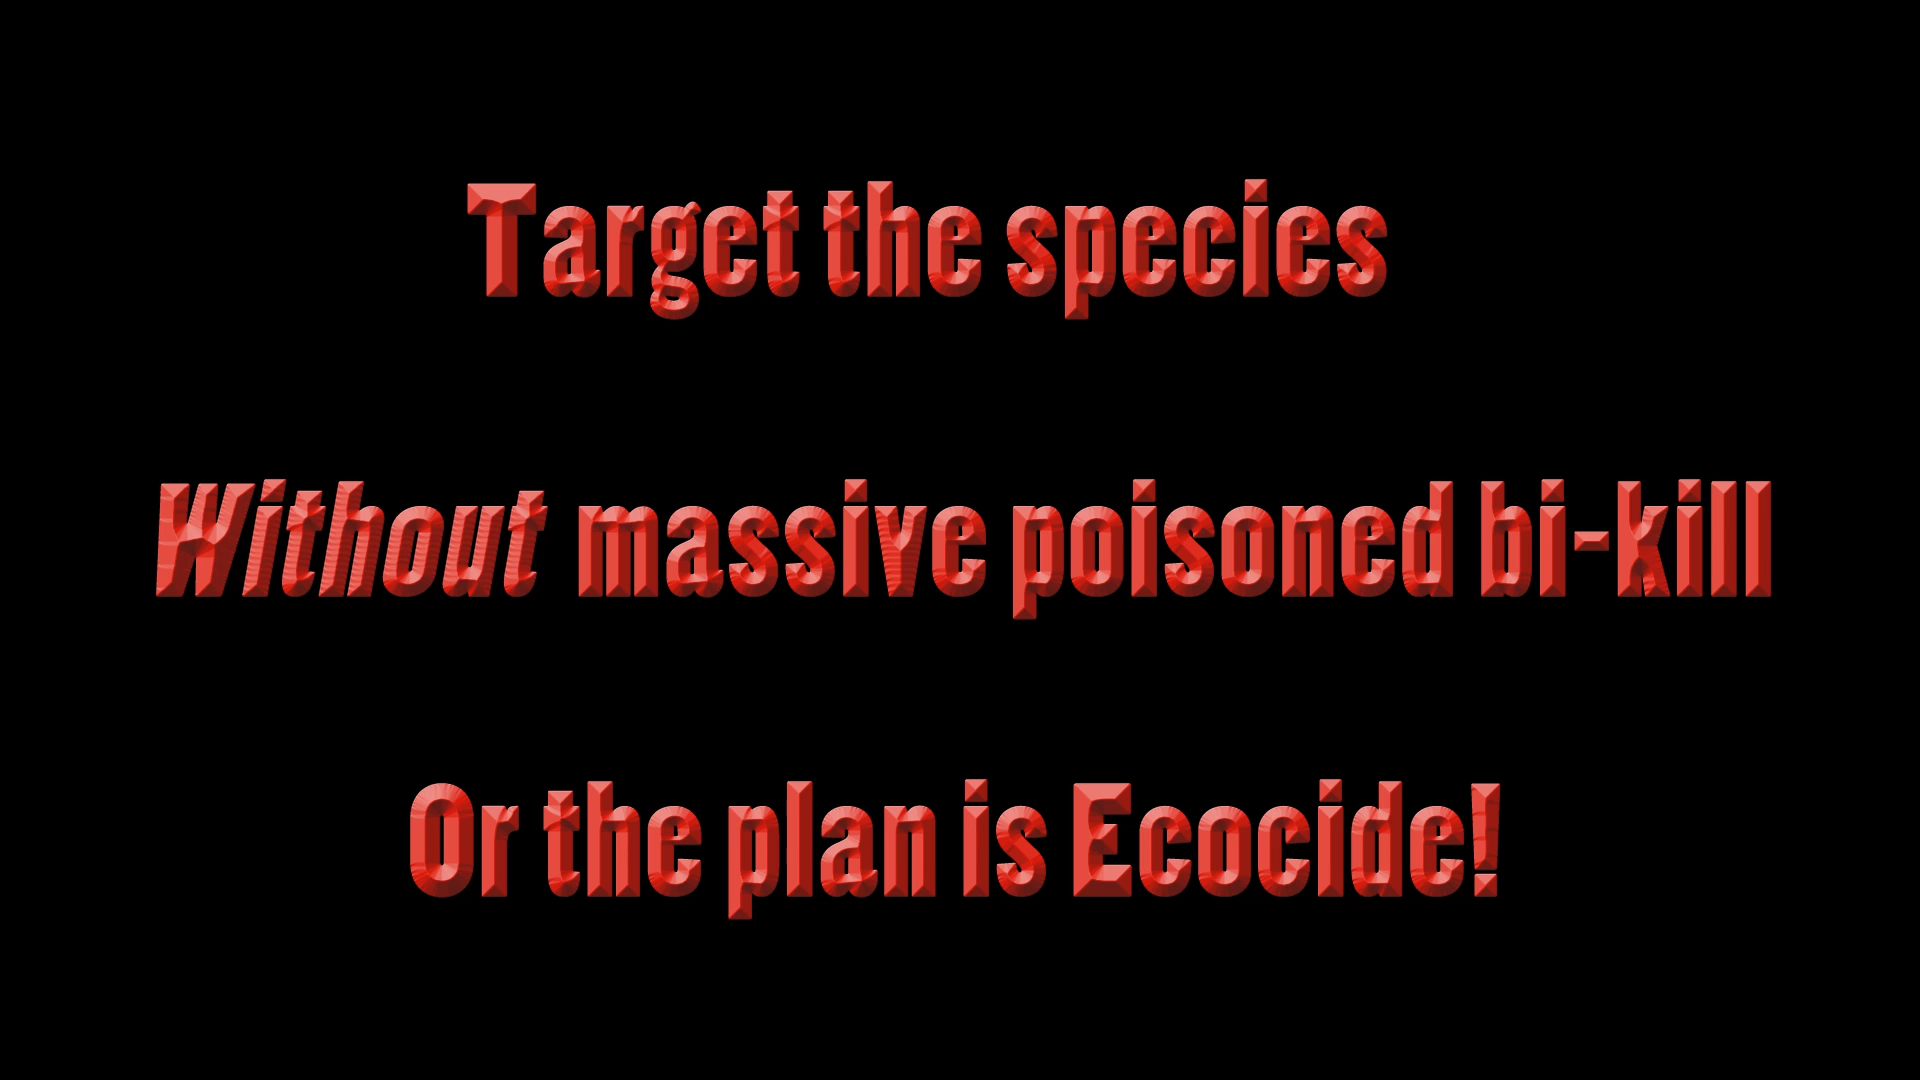 Target the species
Without massive poisoned bi-kill
Or the plan is Ecocide!